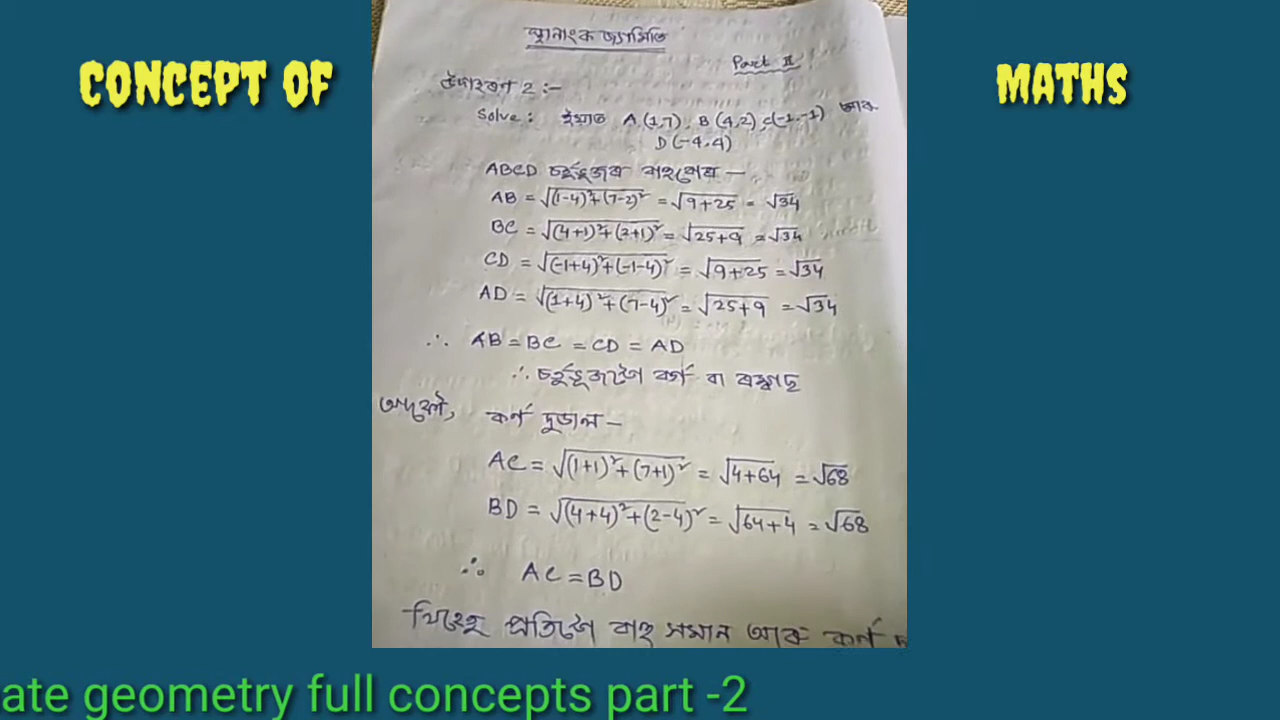 CONCEPT OF
MATHS
স্থানাংক জ্যামিতি
Part II
উদাহৰণ 2 :-
Solve : ইয়াত A (1,7), B (4,2), C(-1,-1) আৰু
D (-4,4)
ABCD চতুৰ্ভুজৰ বাহুবোৰ —
AB = √(1-4)²+(7-2)² = √9+25 = √34
BC = √(4+1)²+(2+1)² = √25+9 = √34
CD = √(-1+4)²+(-1-4)² = √9+25 = √34
AD = √(1+4)²+(7-4)² = √25+9 = √34
∴ AB = BC = CD = AD
∴ চতুৰ্ভুজটো বৰ্গ বা ৰম্বাছ
আকৌ, কৰ্ণ দুডাল —
AC = √(1+1)²+(7+1)² = √4+64 = √68
BD = √(4+4)²+(2-4)² = √64+4 = √68
∴ AC = BD
যিহেতু প্ৰতিটো বাহু সমান আৰু কৰ্ণ
ate geometry full concepts part -2